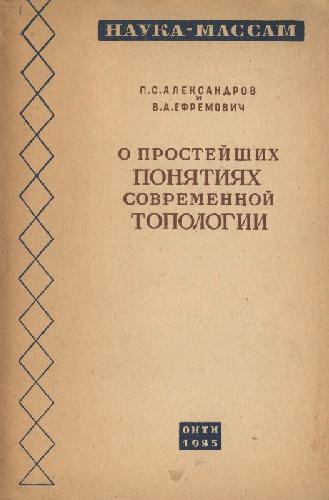 НАУКА-МАССАМ
П.С.АЛЕКСАНДРОВ
И
В.А.ЕФРЕМОВИЧ
О ПРОСТЕЙШИХ
ПОНЯТИЯХ
СОВРЕМЕННОЙ
ТОПОЛОГИИ
ОНТИ
1935